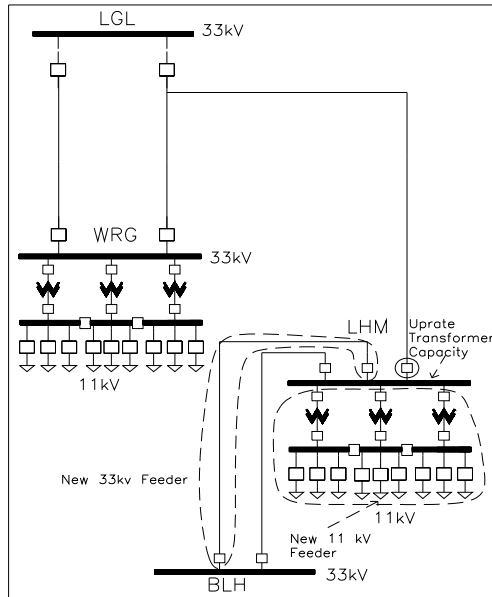 LGL
33kV
WRG
33kV
11kV
LHM
Uprate
Transformer
Capacity
New 33kv Feeder
11kV
New 11 kV
Feeder
33kV
BLH